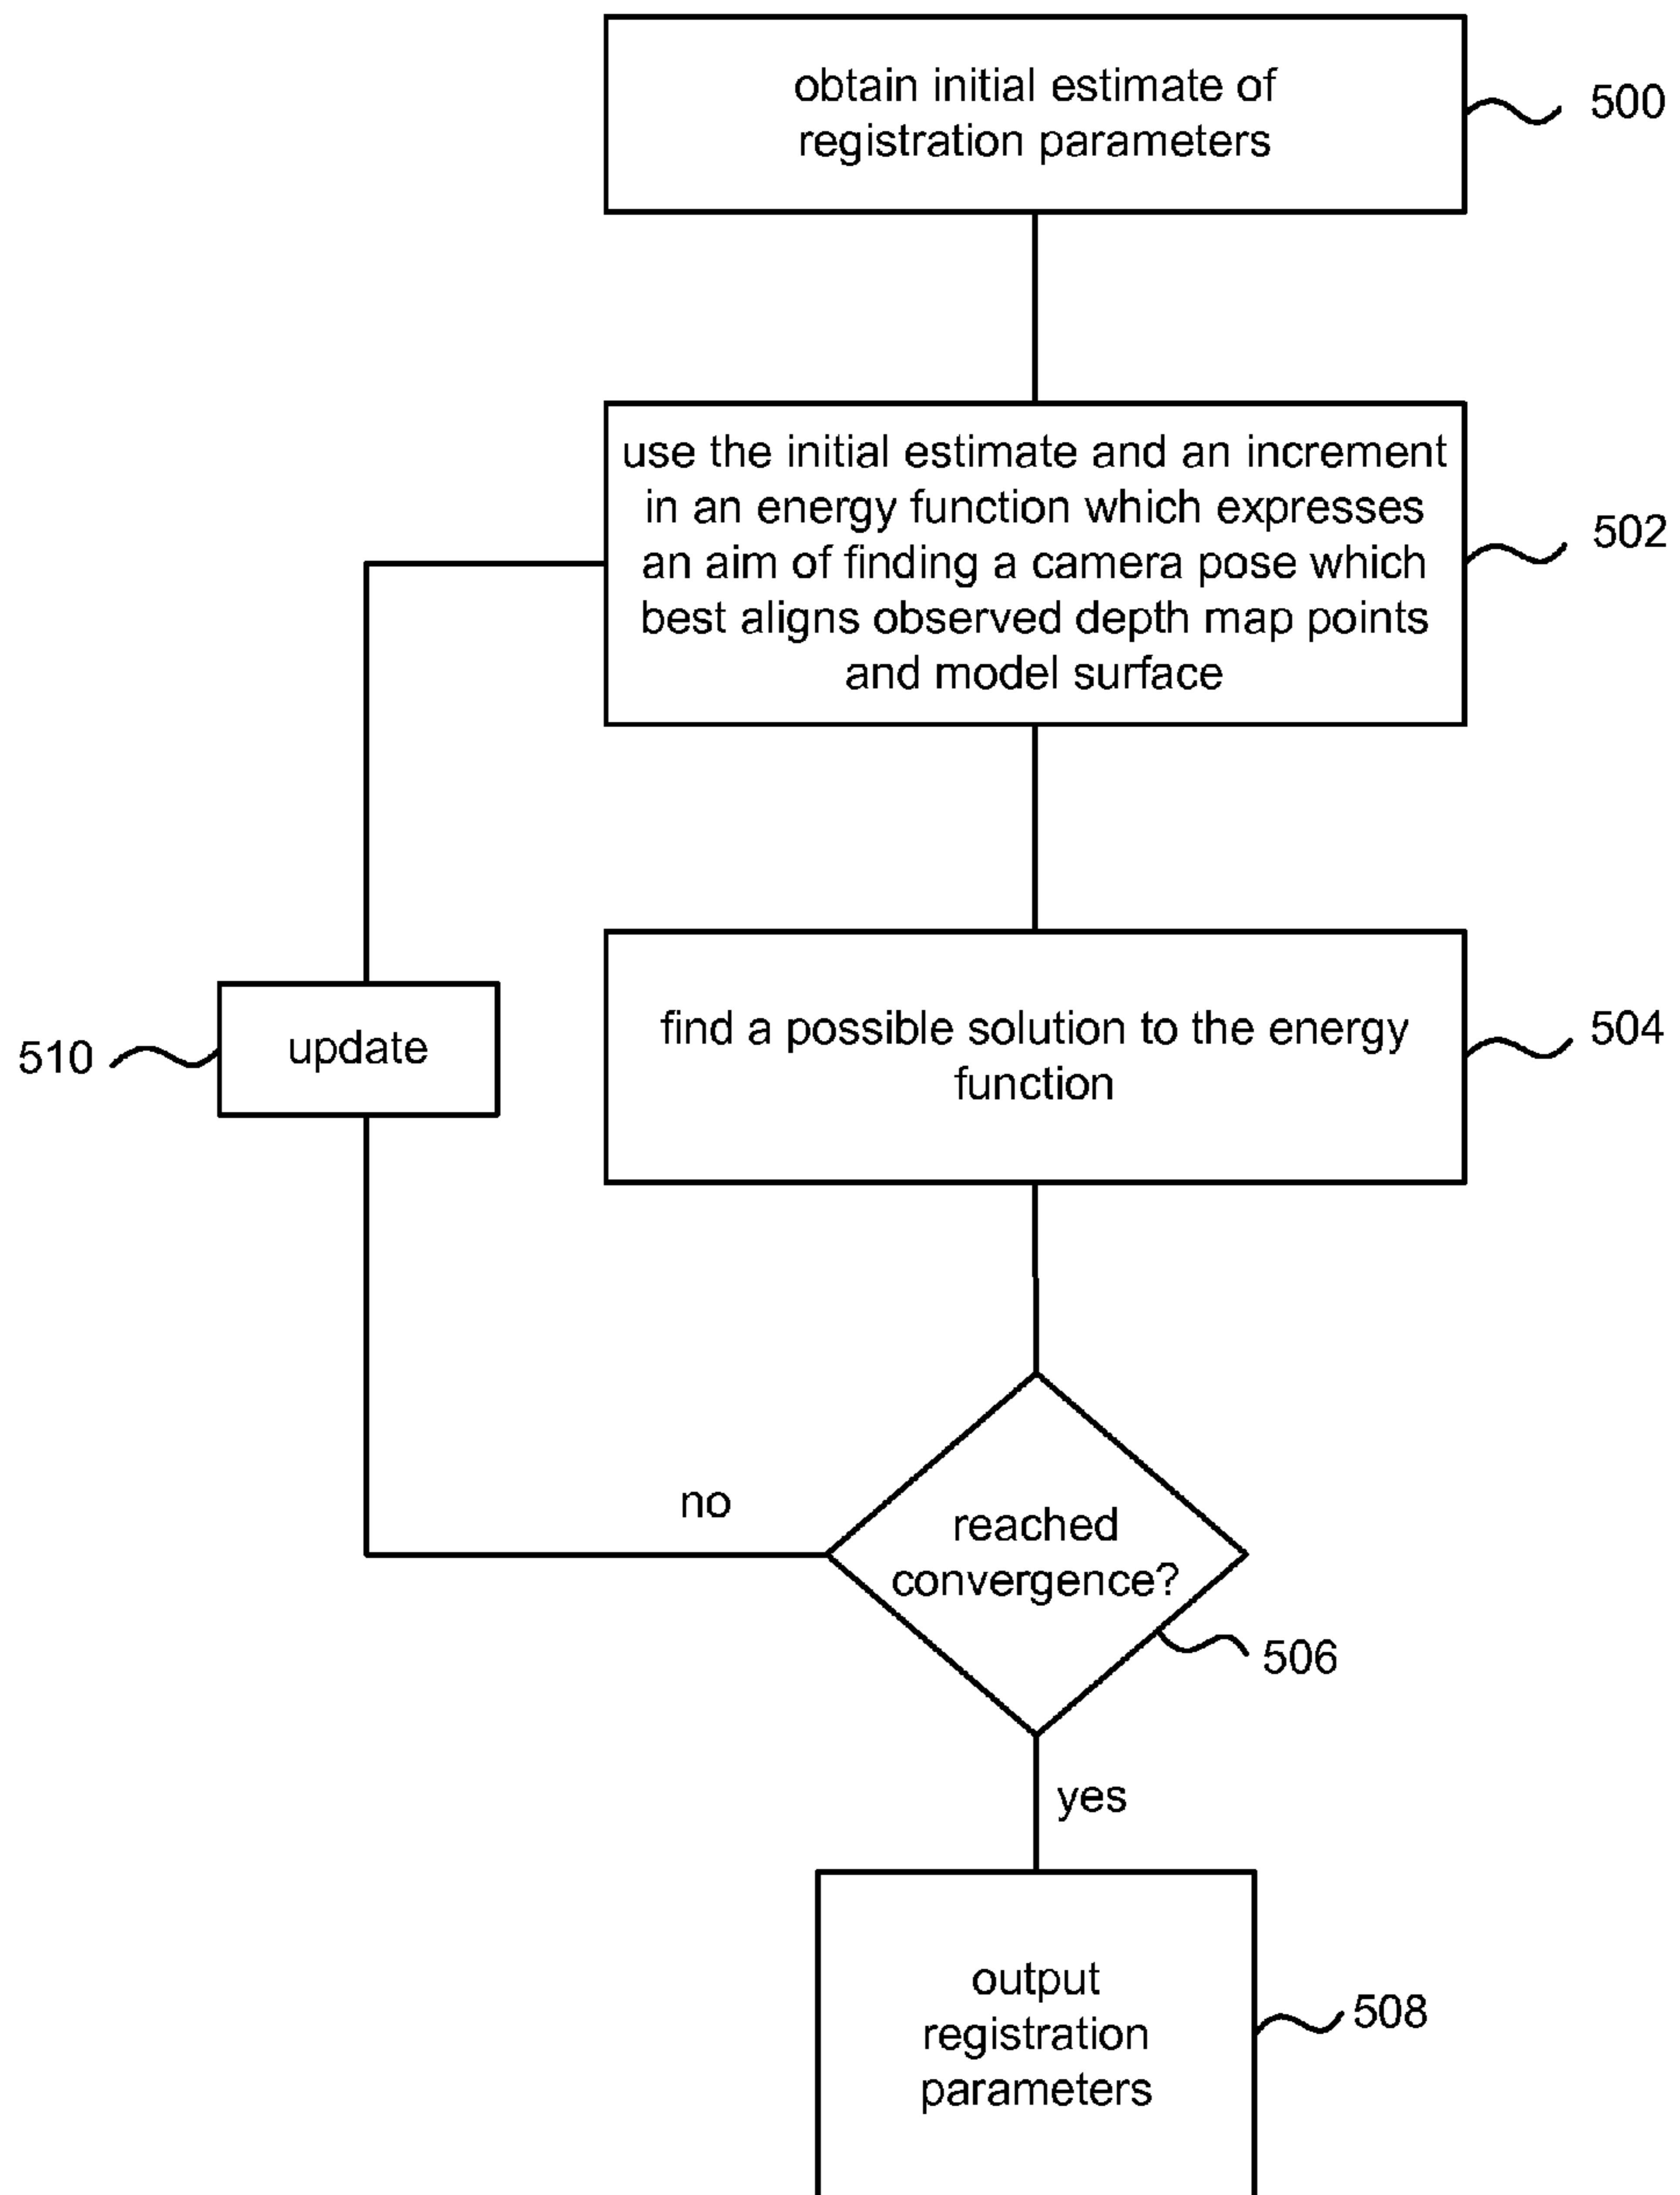 obtain initial estimate of
registration parameters
500
use the initial estimate and an increment
in an energy function which expresses
an aim of finding a camera pose which
best aligns observed depth map points
and model surface
502
find a possible solution to the energy
function
504
510
update
no
reached
convergence?
506
yes
output
registration
parameters
508